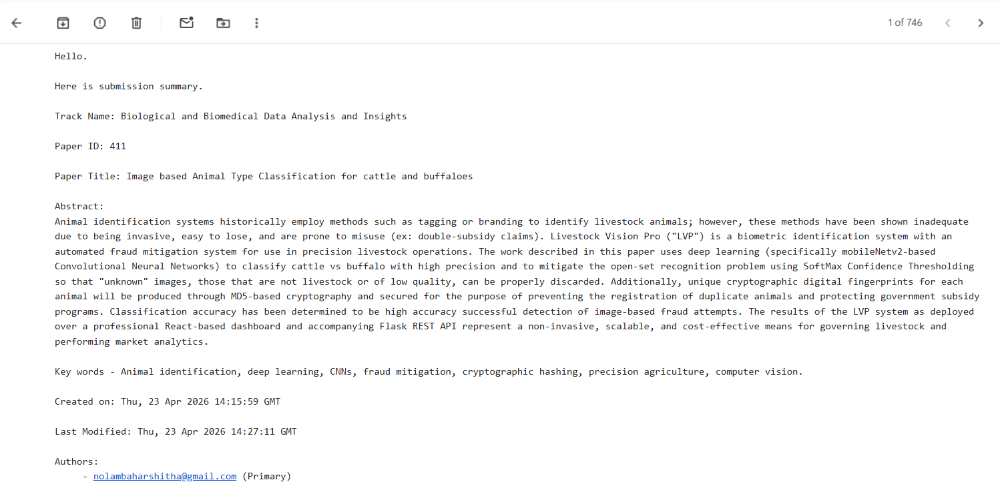 1 of 746
Hello.
Here is submission summary.
Track Name: Biological and Biomedical Data Analysis and Insights
Paper ID: 411
Paper Title: Image based Animal Type Classification for cattle and buffaloes
Abstract:
Animal identification systems historically employ methods such as tagging or branding to identify livestock animals; however, these methods have been shown inadequate
due to being invasive, easy to lose, and are prone to misuse (ex: double-subsidy claims). Livestock Vision Pro ("LVP") is a biometric identification system with an
automated fraud mitigation system for use in precision livestock operations. The work described in this paper uses deep learning (specifically mobileNetv2-based
Convolutional Neural Networks) to classify cattle vs buffalo with high precision and to mitigate the open-set recognition problem using SoftMax Confidence Thresholding
so that "unknown" images, those that are not livestock or of low quality, can be properly discarded. Additionally, unique cryptographic digital fingerprints for each
animal will be produced through MD5-based cryptography and secured for the purpose of preventing the registration of duplicate animals and protecting government subsidy
programs. Classification accuracy has been determined to be high accuracy successful detection of image-based fraud attempts. The results of the LVP system as deployed
over a professional React-based dashboard and accompanying Flask REST API represent a non-invasive, scalable, and cost-effective means for governing livestock and
performing market analytics.
Key words - Animal identification, deep learning, CNNs, fraud mitigation, cryptographic hashing, precision agriculture, computer vision.
Created on: Thu, 23 Apr 2026 14:15:59 GMT
Last Modified: Thu, 23 Apr 2026 14:27:11 GMT
Authors:
- nolambaharshitha@gmail.com (Primary)